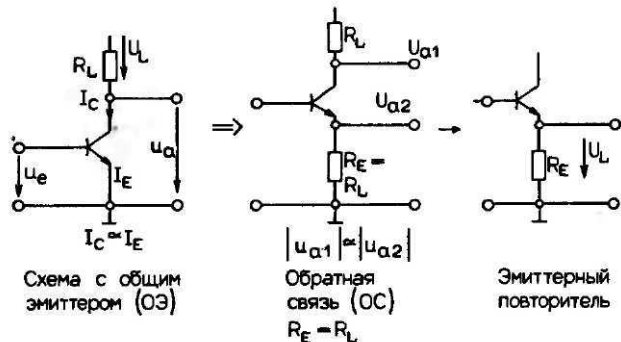 R_L
U_L
I_C
I_E
u_e
u_a
I_C ∝ I_E
Схема с общим
эмиттером (ОЭ)
⇒
R_L
U_a1
U_a2
R_E =
R_L
|u_a1| ∝ |u_a2|
Обратная
связь (ОС)
R_E = R_L
→
R_E
U_L
Эмиттерный
повторитель